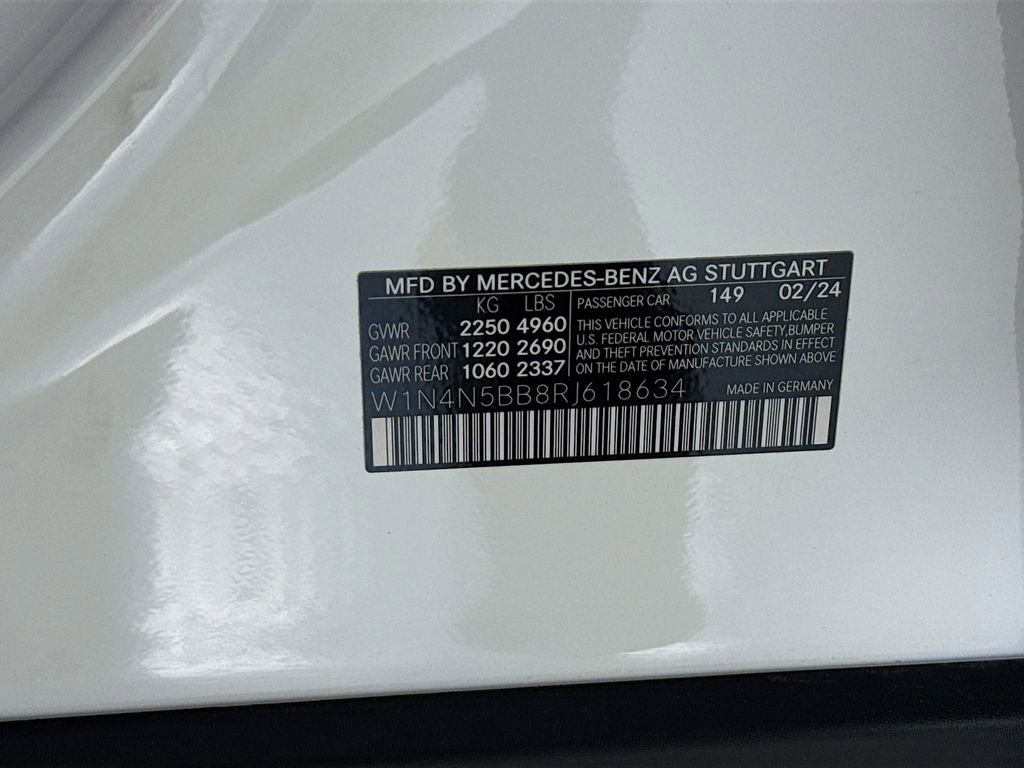 MFD BY MERCEDES-BENZ AG STUTTGART
KG LBS PASSENGER CAR 149 02/24
GVWR 2250 4960
GAWR FRONT 1220 2690
GAWR REAR 1060 2337
THIS VEHICLE CONFORMS TO ALL APPLICABLE
U.S. FEDERAL MOTOR VEHICLE SAFETY,BUMPER
AND THEFT PREVENTION STANDARDS IN EFFECT
ON THE DATE OF MANUFACTURE SHOWN ABOVE
W1N4N5BB8RJ618634 MADE IN GERMANY